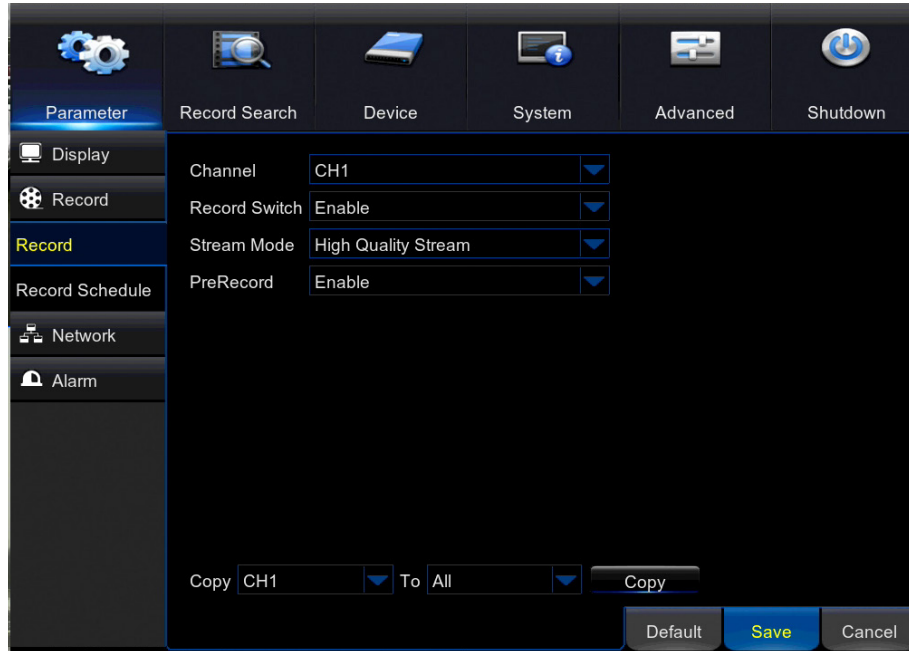 Parameter Record Search Device System Advanced Shutdown
Display
Record
Record
Record Schedule
Network
Alarm
Channel CH1
Record Switch Enable
Stream Mode High Quality Stream
PreRecord Enable
Copy CH1 To All Copy
Default Save Cancel